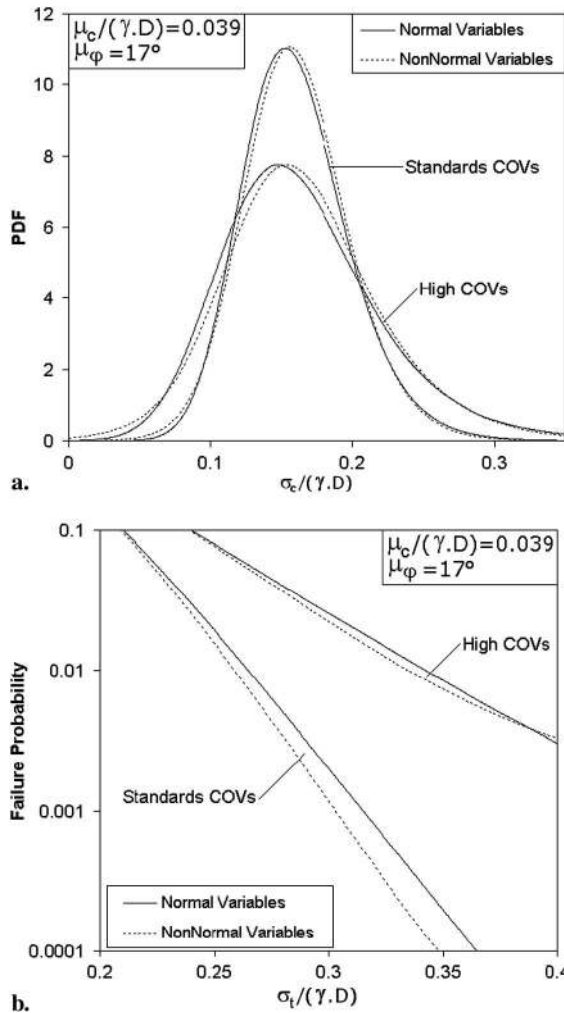 μc/(γ.D)=0.039
μφ=17°
Normal Variables
NonNormal Variables
Standards COVs
High COVs
PDF
12
10
8
6
4
2
0
0
0.1
0.2
0.3
σc/(γ.D)
a.
μc/(γ.D)=0.039
μφ=17°
High COVs
Standards COVs
Normal Variables
NonNormal Variables
Failure Probability
0.1
0.01
0.001
0.0001
0.2
0.25
0.3
0.35
0.4
σt/(γ.D)
b.